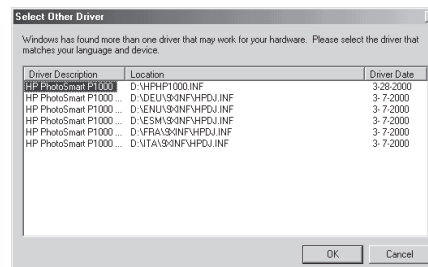 Select Other Driver
Windows has found more than one driver that may work for your hardware. Please select the driver that
matches your language and device.
Driver Description Location Driver Date
HP PhotoSmart P1000 D:\HPHP1000.INF 3-28-2000
HP PhotoSmart P1000 ... D:\DEU\9XINF\HPDJ.INF 3- 7-2000
HP PhotoSmart P1000 ... D:\ENU\9XINF\HPDJ.INF 3- 7-2000
HP PhotoSmart P1000 ... D:\ESM\9XINF\HPDJ.INF 3- 7-2000
HP PhotoSmart P1000 ... D:\FRA\9XINF\HPDJ.INF 3- 7-2000
HP PhotoSmart P1000 ... D:\ITA\9XINF\HPDJ.INF 3- 7-2000
OK Cancel